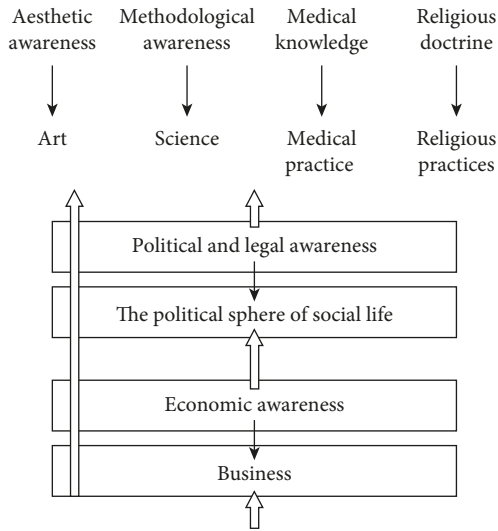 Aesthetic awareness
Methodological awareness
Medical knowledge
Religious doctrine
Art
Science
Medical practice
Religious practices
Political and legal awareness
The political sphere of social life
Economic awareness
Business